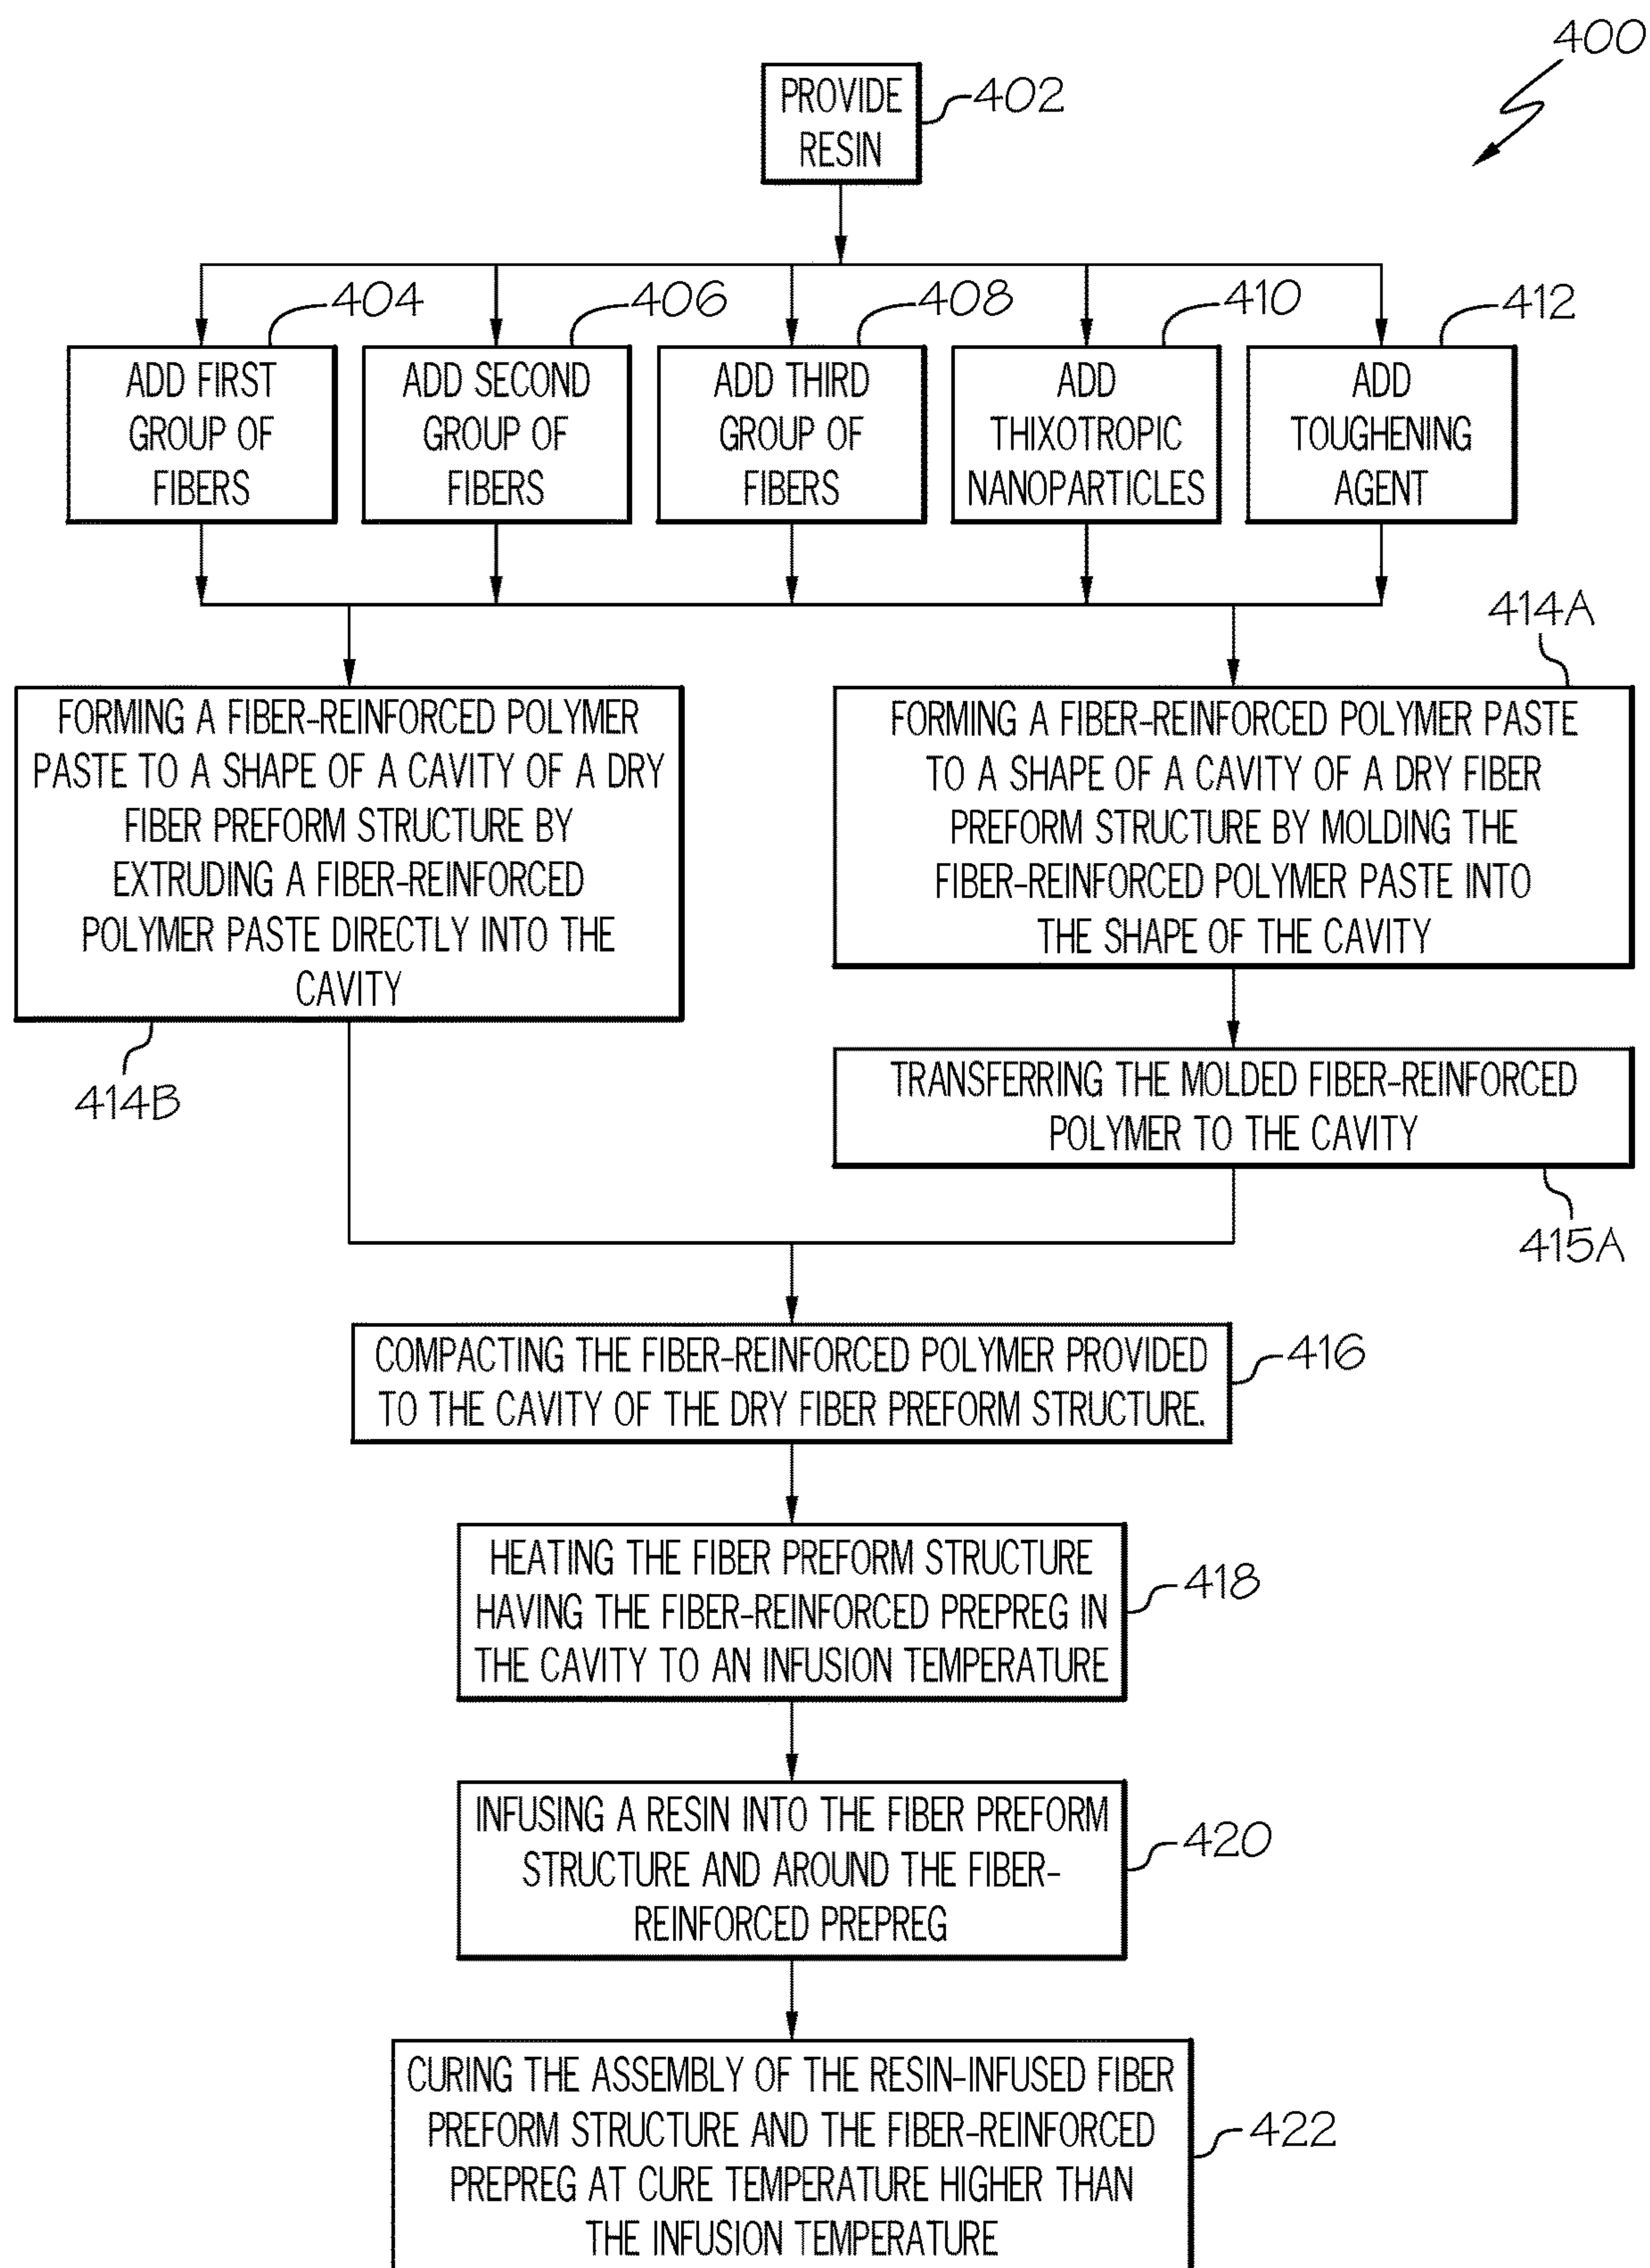 400
PROVIDE
RESIN
402
404
406
408
410
412
ADD FIRST
GROUP OF
FIBERS
ADD SECOND
GROUP OF
FIBERS
ADD THIRD
GROUP OF
FIBERS
ADD
THIXOTROPIC
NANOPARTICLES
ADD
TOUGHENING
AGENT
414A
FORMING A FIBER-REINFORCED POLYMER
PASTE TO A SHAPE OF A CAVITY OF A DRY
FIBER PREFORM STRUCTURE BY
EXTRUDING A FIBER-REINFORCED
POLYMER PASTE DIRECTLY INTO THE
CAVITY
414B
FORMING A FIBER-REINFORCED POLYMER PASTE
TO A SHAPE OF A CAVITY OF A DRY FIBER
PREFORM STRUCTURE BY MOLDING THE
FIBER-REINFORCED POLYMER PASTE INTO
THE SHAPE OF THE CAVITY
TRANSFERRING THE MOLDED FIBER-REINFORCED
POLYMER TO THE CAVITY
415A
COMPACTING THE FIBER-REINFORCED POLYMER PROVIDED
TO THE CAVITY OF THE DRY FIBER PREFORM STRUCTURE.
416
HEATING THE FIBER PREFORM STRUCTURE
HAVING THE FIBER-REINFORCED PREPREG IN
THE CAVITY TO AN INFUSION TEMPERATURE
418
INFUSING A RESIN INTO THE FIBER PREFORM
STRUCTURE AND AROUND THE FIBER-
REINFORCED PREPREG
420
CURING THE ASSEMBLY OF THE RESIN-INFUSED FIBER
PREFORM STRUCTURE AND THE FIBER-REINFORCED
PREPREG AT CURE TEMPERATURE HIGHER THAN
THE INFUSION TEMPERATURE
422